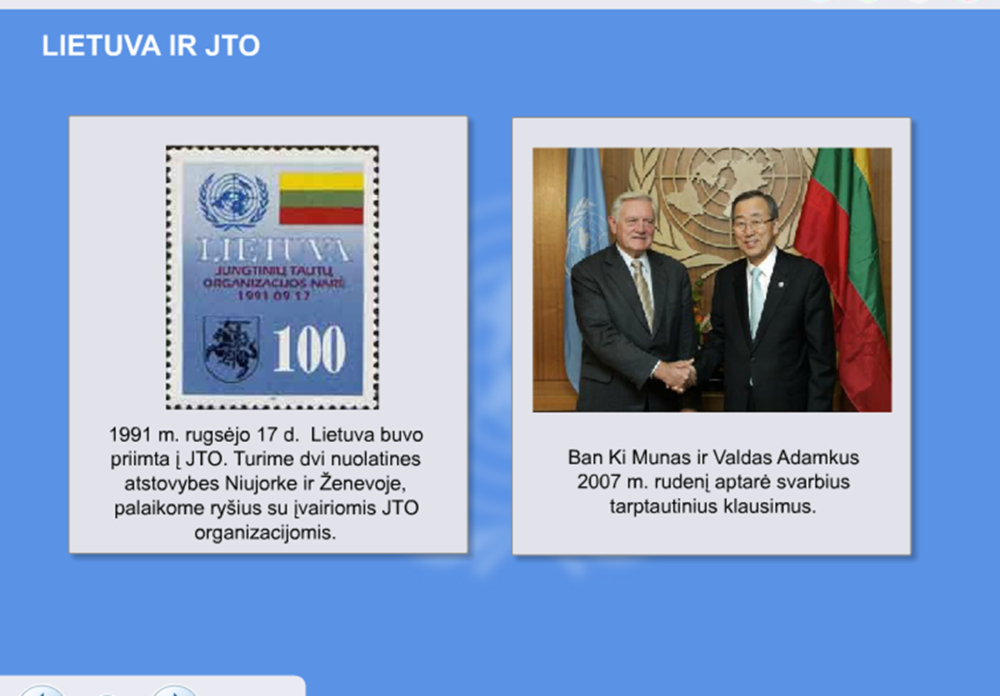 LIETUVA IR JTO
LIETUVA
JUNGTINIŲ TAUTŲ
ORGANIZACIJOS NARĖ
1991 09 17
100
1991 m. rugsėjo 17 d.  Lietuva buvo
priimta į JTO. Turime dvi nuolatines
atstovybes Niujorke ir Ženevoje,
palaikome ryšius su įvairiomis JTO
organizacijomis.
Ban Ki Munas ir Valdas Adamkus
2007 m. rudenį aptarė svarbius
tarptautinius klausimus.